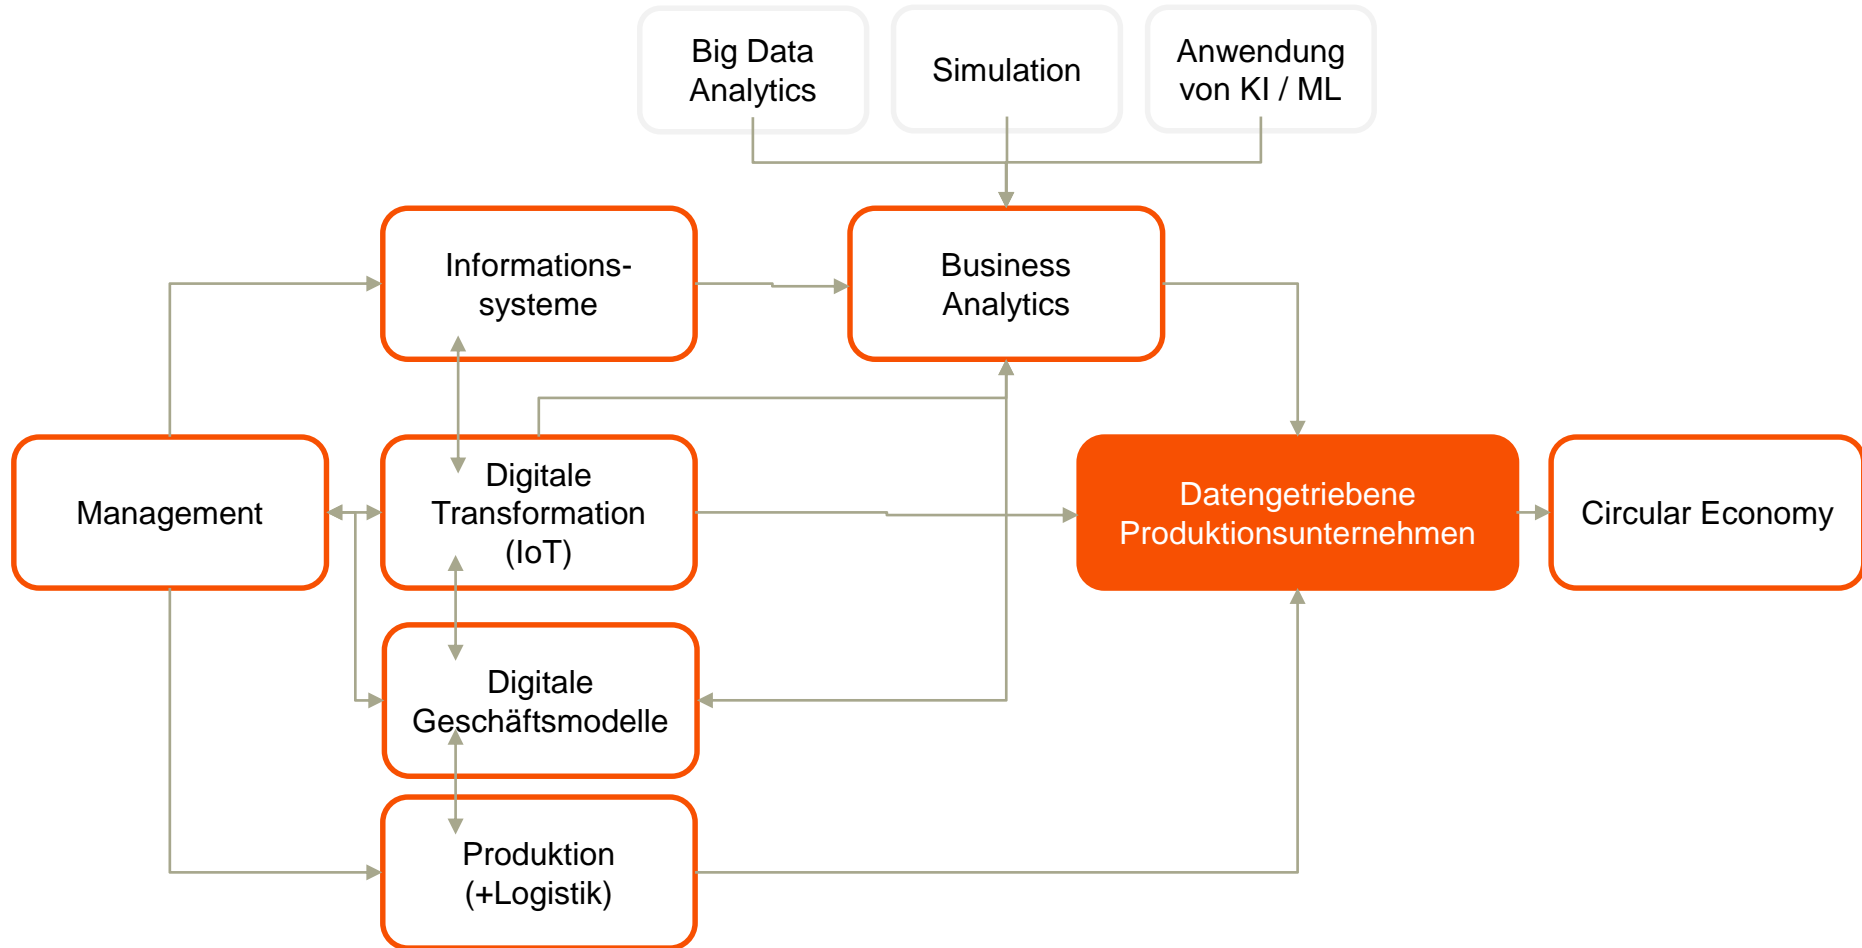 Big Data
Analytics
Simulation
Anwendung
von KI / ML
Informations-
systeme
Business
Analytics
Management
Digitale
Transformation
(IoT)
Datengetriebene
Produktionsunternehmen
Circular Economy
Digitale
Geschäftsmodelle
Produktion
(+Logistik)